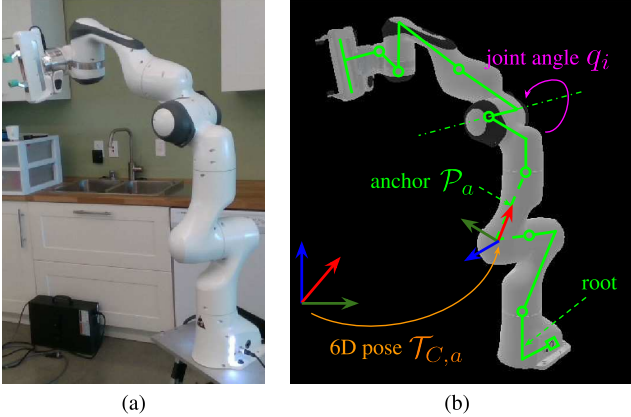 joint angle q_i
anchor 𝒫_a
root
6D pose 𝒯_{C,a}
(a)
(b)